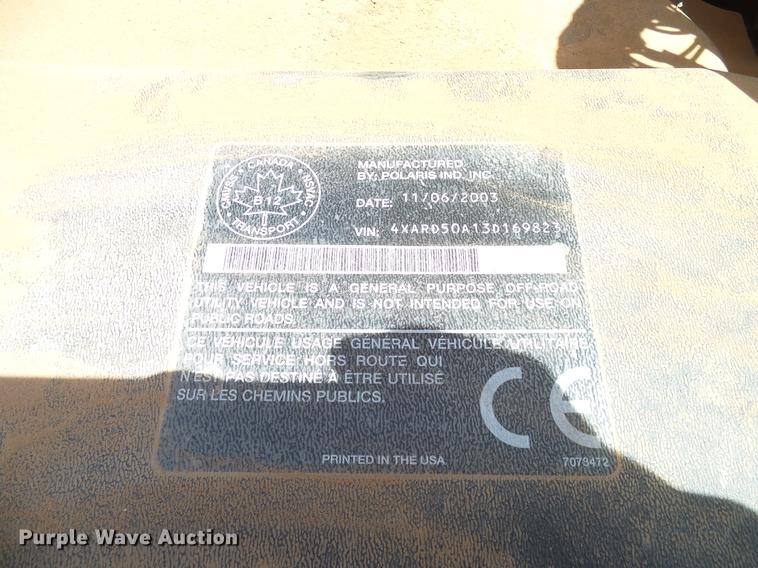 CANADA
CMVSS NSVAC
B12
TRANSPORT
MANUFACTURED
BY: POLARIS IND. INC.
DATE: 11/06/2003
VIN: 4XARD50A13D169823
THIS VEHICLE IS A GENERAL PURPOSE OFF-ROAD
UTILITY VEHICLE AND IS NOT INTENDED FOR USE ON
PUBLIC ROADS.
CE VÉHICULE USAGE GÉNÉRAL VÉHICULE UTILITAIRE
POUR SERVICE HORS ROUTE QUI
N'EST PAS DESTINÉ À ÊTRE UTILISÉ
SUR LES CHEMINS PUBLICS.
CE
PRINTED IN THE USA
7078472
Purple Wave Auction